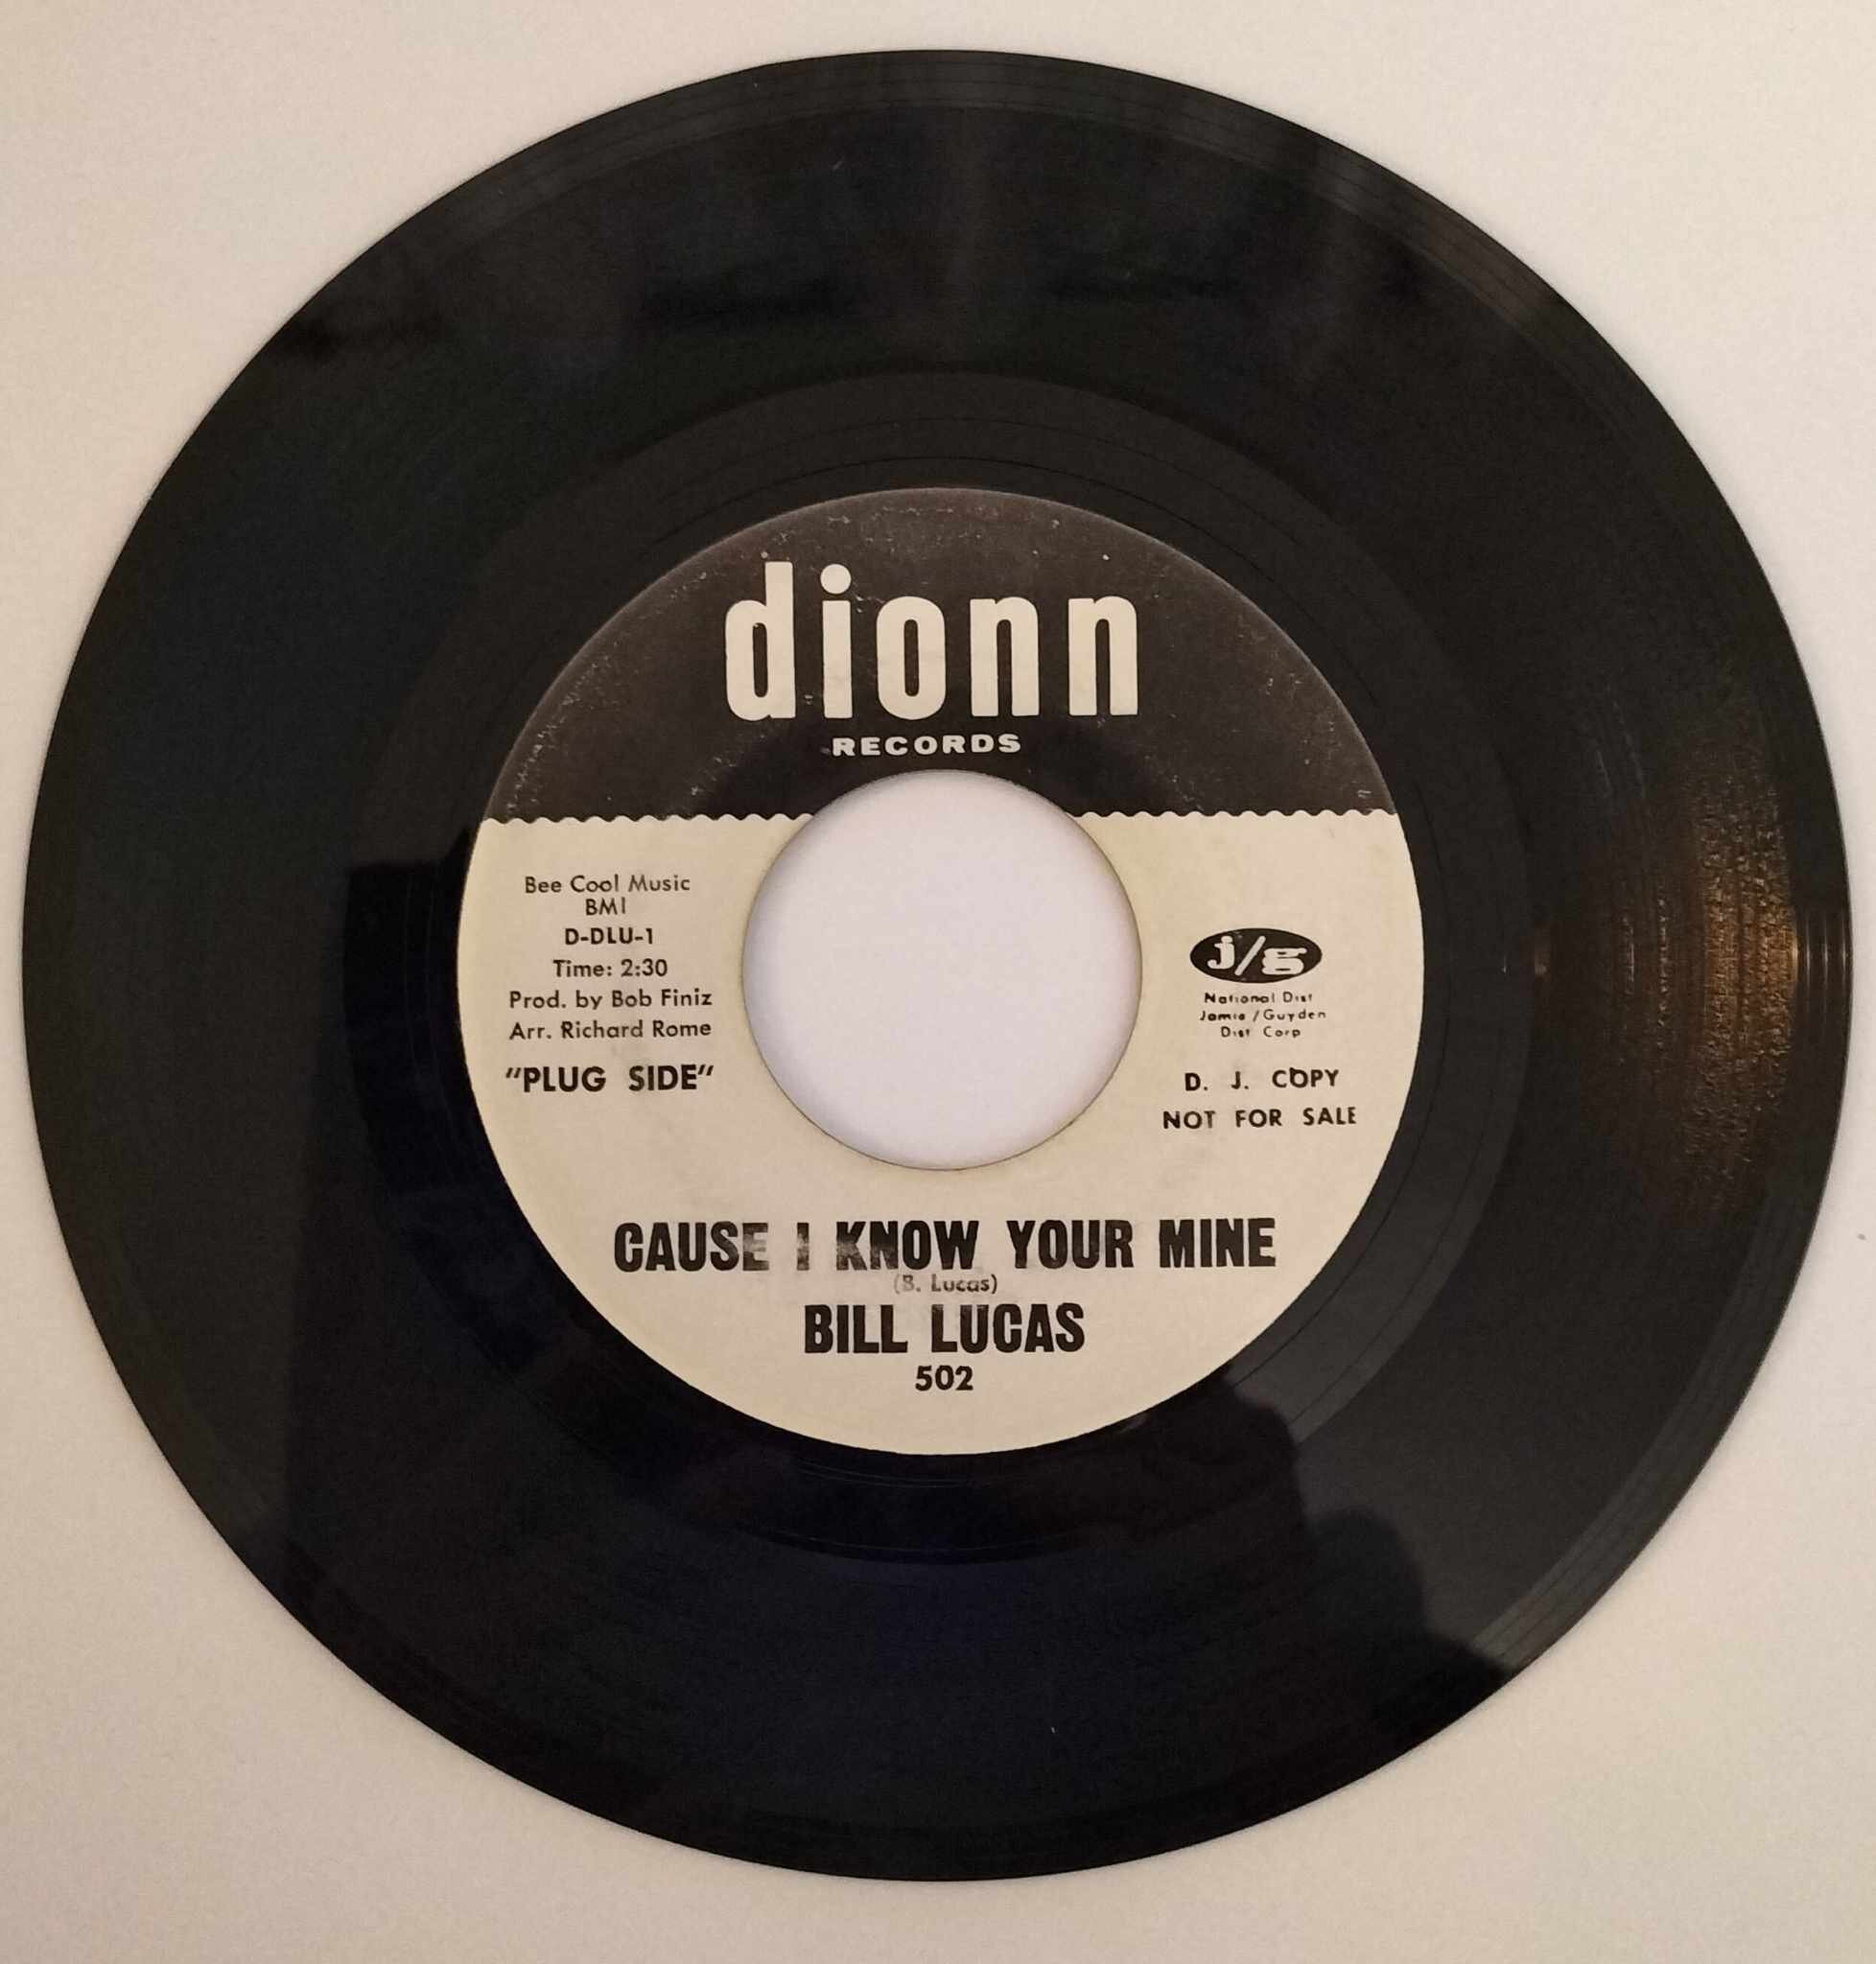 dionn
RECORDS
Bee Cool Music
BMI
D-DLU-1
Time: 2:30
Prod. by Bob Finiz
Arr. Richard Rome
"PLUG SIDE"
j/g
National Dist
Jamie/Guyden
Dist Corp
D. J. COPY
NOT FOR SALE
CAUSE I KNOW YOUR MINE
(B. Lucas)
BILL LUCAS
502